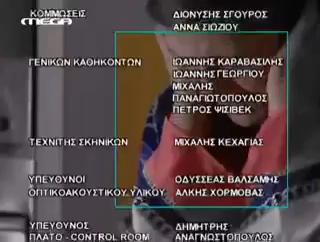 ΚΟΜΜΩΣΕΙΣ ΔΙΟΝΥΣΗΣ ΣΓΟΥΡΟΣ
MEGA ΑΝΝΑ ΣΙΩΖΙΟΥ
ΓΕΝΙΚΩΝ ΚΑΘΗΚΟΝΤΩΝ ΙΩΑΝΝΗΣ ΚΑΡΑΒΑΣΙΛΗΣ
ΙΩΑΝΝΗΣ ΓΕΩΡΓΙΟΥ
ΜΙΧΑΛΗΣ
ΠΑΝΑΓΙΩΤΟΠΟΥΛΟΣ
ΠΕΤΡΟΣ ΨΙΣΙΒΕΚ
ΤΕΧΝΙΤΗΣ ΣΚΗΝΙΚΩΝ ΜΙΧΑΛΗΣ ΚΕΧΑΓΙΑΣ
ΥΠΕΥΘΥΝΟΙ ΟΔΥΣΣΕΑΣ ΒΑΛΣΑΜΗΣ
ΟΠΤΙΚΟΑΚΟΥΣΤΙΚΟΥ ΥΛΙΚΟΥ ΑΛΚΗΣ ΧΟΡΜΟΒΑΣ
ΥΠΕΥΘΥΝΟΣ ΔΗΜΗΤΡΗΣ
ΠΛΑΤΟ - CONTROL ROOM ΑΝΑΓΝΩΣΤΟΠΟΥΛΟΣ